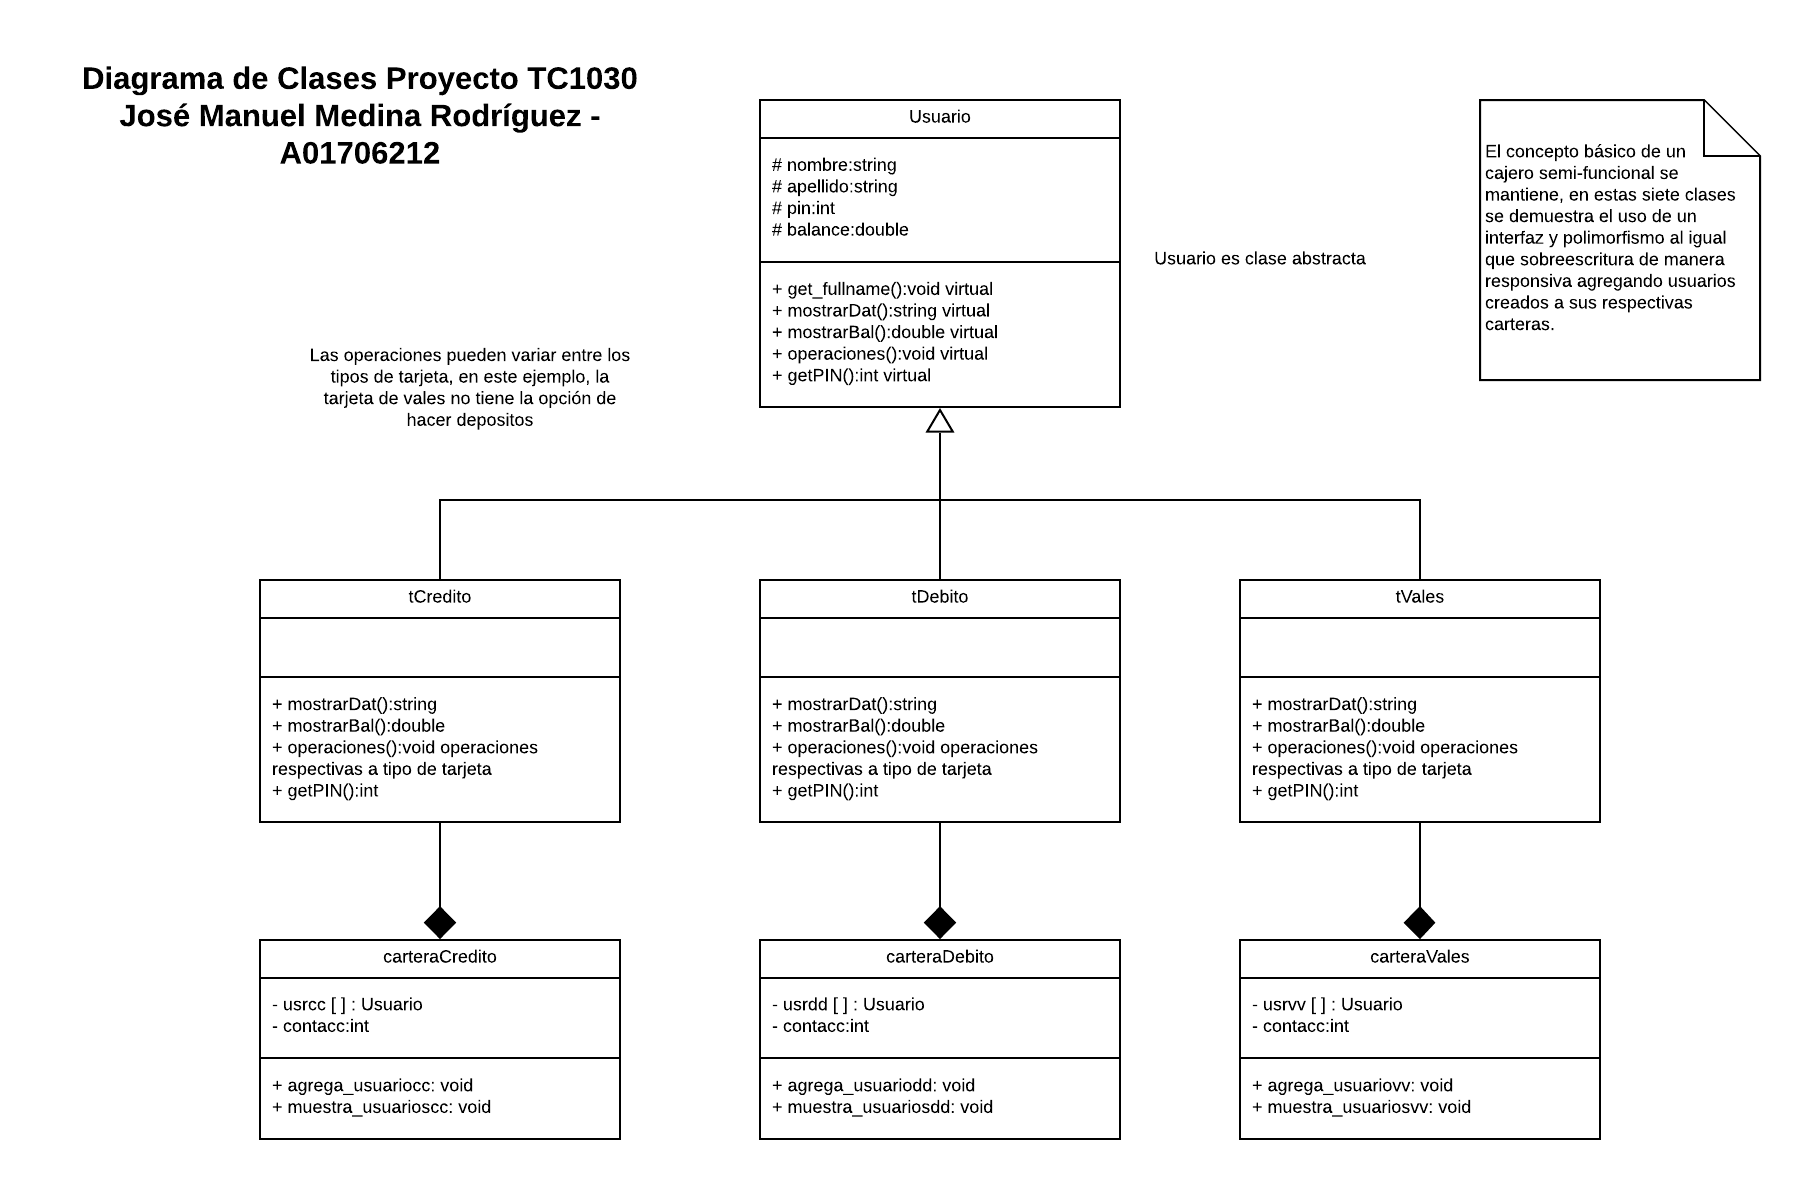 Diagrama de Clases Proyecto TC1030
José Manuel Medina Rodríguez -
A01706212
Usuario
# nombre:string
# apellido:string
# pin:int
# balance:double
+ get_fullname():void virtual
+ mostrarDat():string virtual
+ mostrarBal():double virtual
+ operaciones():void virtual
+ getPIN():int virtual
Usuario es clase abstracta
El concepto básico de un
cajero semi-funcional se
mantiene, en estas siete clases
se demuestra el uso de un
interfaz y polimorfismo al igual
que sobreescritura de manera
responsiva agregando usuarios
creados a sus respectivas
carteras.
Las operaciones pueden variar entre los
tipos de tarjeta, en este ejemplo, la
tarjeta de vales no tiene la opción de
hacer depositos
tCredito
+ mostrarDat():string
+ mostrarBal():double
+ operaciones():void operaciones
respectivas a tipo de tarjeta
+ getPIN():int
tDebito
+ mostrarDat():string
+ mostrarBal():double
+ operaciones():void operaciones
respectivas a tipo de tarjeta
+ getPIN():int
tVales
+ mostrarDat():string
+ mostrarBal():double
+ operaciones():void operaciones
respectivas a tipo de tarjeta
+ getPIN():int
carteraCredito
- usrcc [ ] : Usuario
- contacc:int
+ agrega_usuariocc: void
+ muestra_usuarioscc: void
carteraDebito
- usrdd [ ] : Usuario
- contacc:int
+ agrega_usuariodd: void
+ muestra_usuariosdd: void
carteraVales
- usrvv [ ] : Usuario
- contacc:int
+ agrega_usuariovv: void
+ muestra_usuariosvv: void